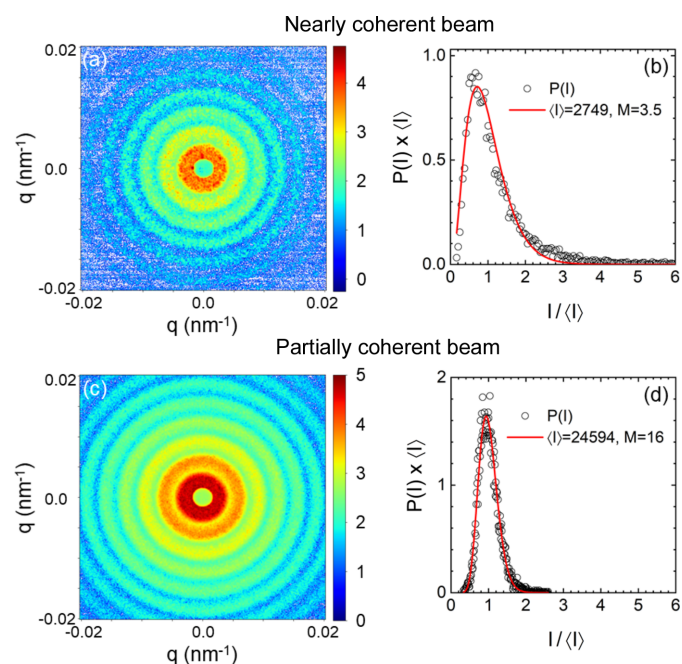 Nearly coherent beam
(a)
0.02
0.0
-0.02
q (nm⁻¹)
-0.02
0.0
0.02
q (nm⁻¹)
4
3
2
1
0
(b)
1.0
0.5
0.0
P(I) x ⟨I⟩
P(I)
⟨I⟩=2749, M=3.5
0 1 2 3 4 5 6
I / ⟨I⟩
Partially coherent beam
(c)
0.02
0.0
-0.02
q (nm⁻¹)
-0.02
0.0
0.02
q (nm⁻¹)
5
4
3
2
1
0
(d)
2
1
0
P(I) x ⟨I⟩
P(I)
⟨I⟩=24594, M=16
0 1 2 3 4 5 6
I / ⟨I⟩